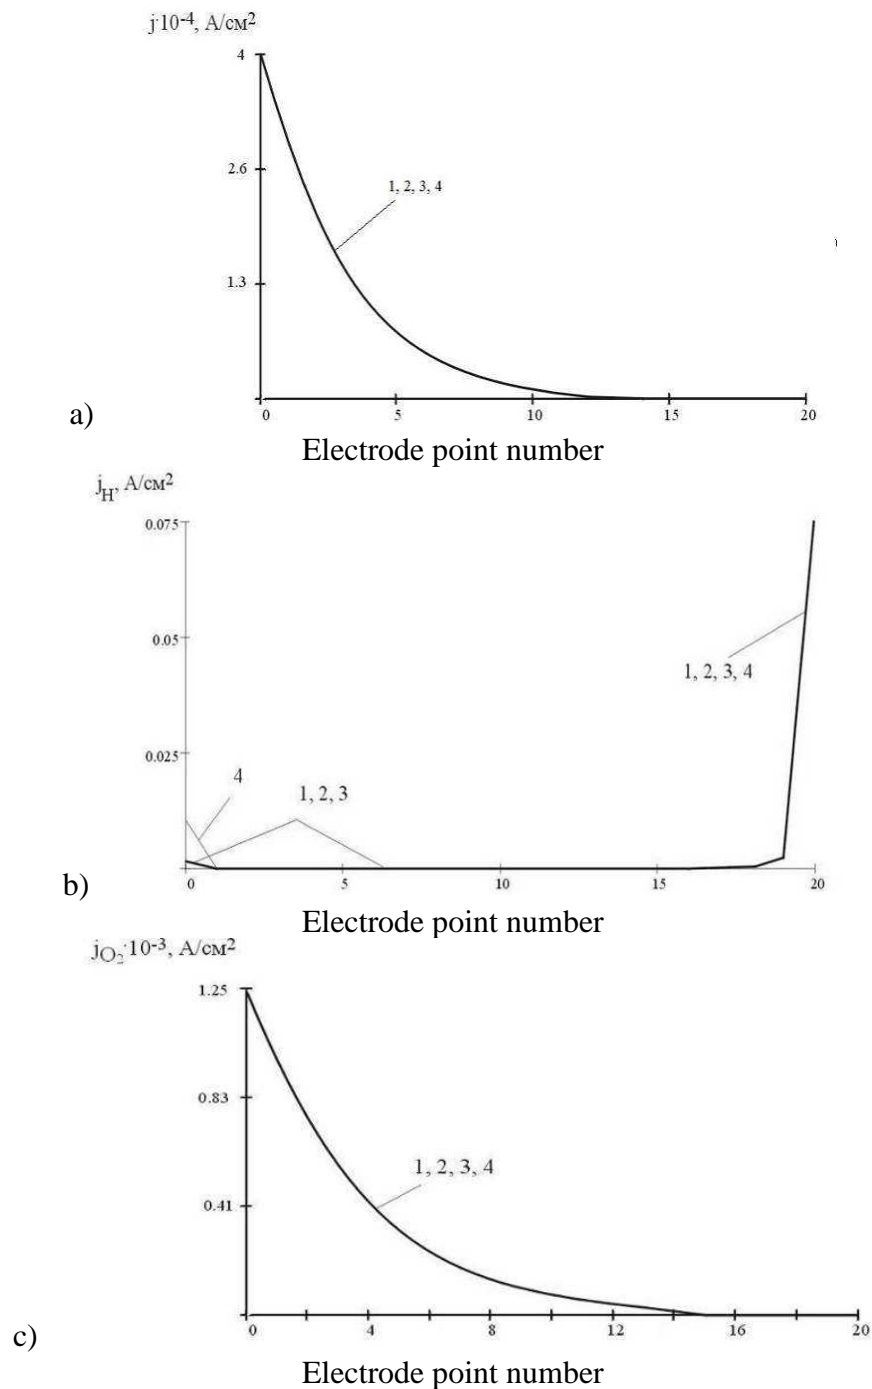 j·10⁻⁴, А/см²
4
2.6
1, 2, 3, 4
1.3
0 5 10 15 20
a)
Electrode point number
j_H, А/см²
0.075
0.05
1, 2, 3, 4
0.025
4
1, 2, 3
0 5 10 15 20
b)
Electrode point number
j_O₂·10⁻³, А/см²
1.25
0.83
1, 2, 3, 4
0.41
0 4 8 12 16 20
c)
Electrode point number